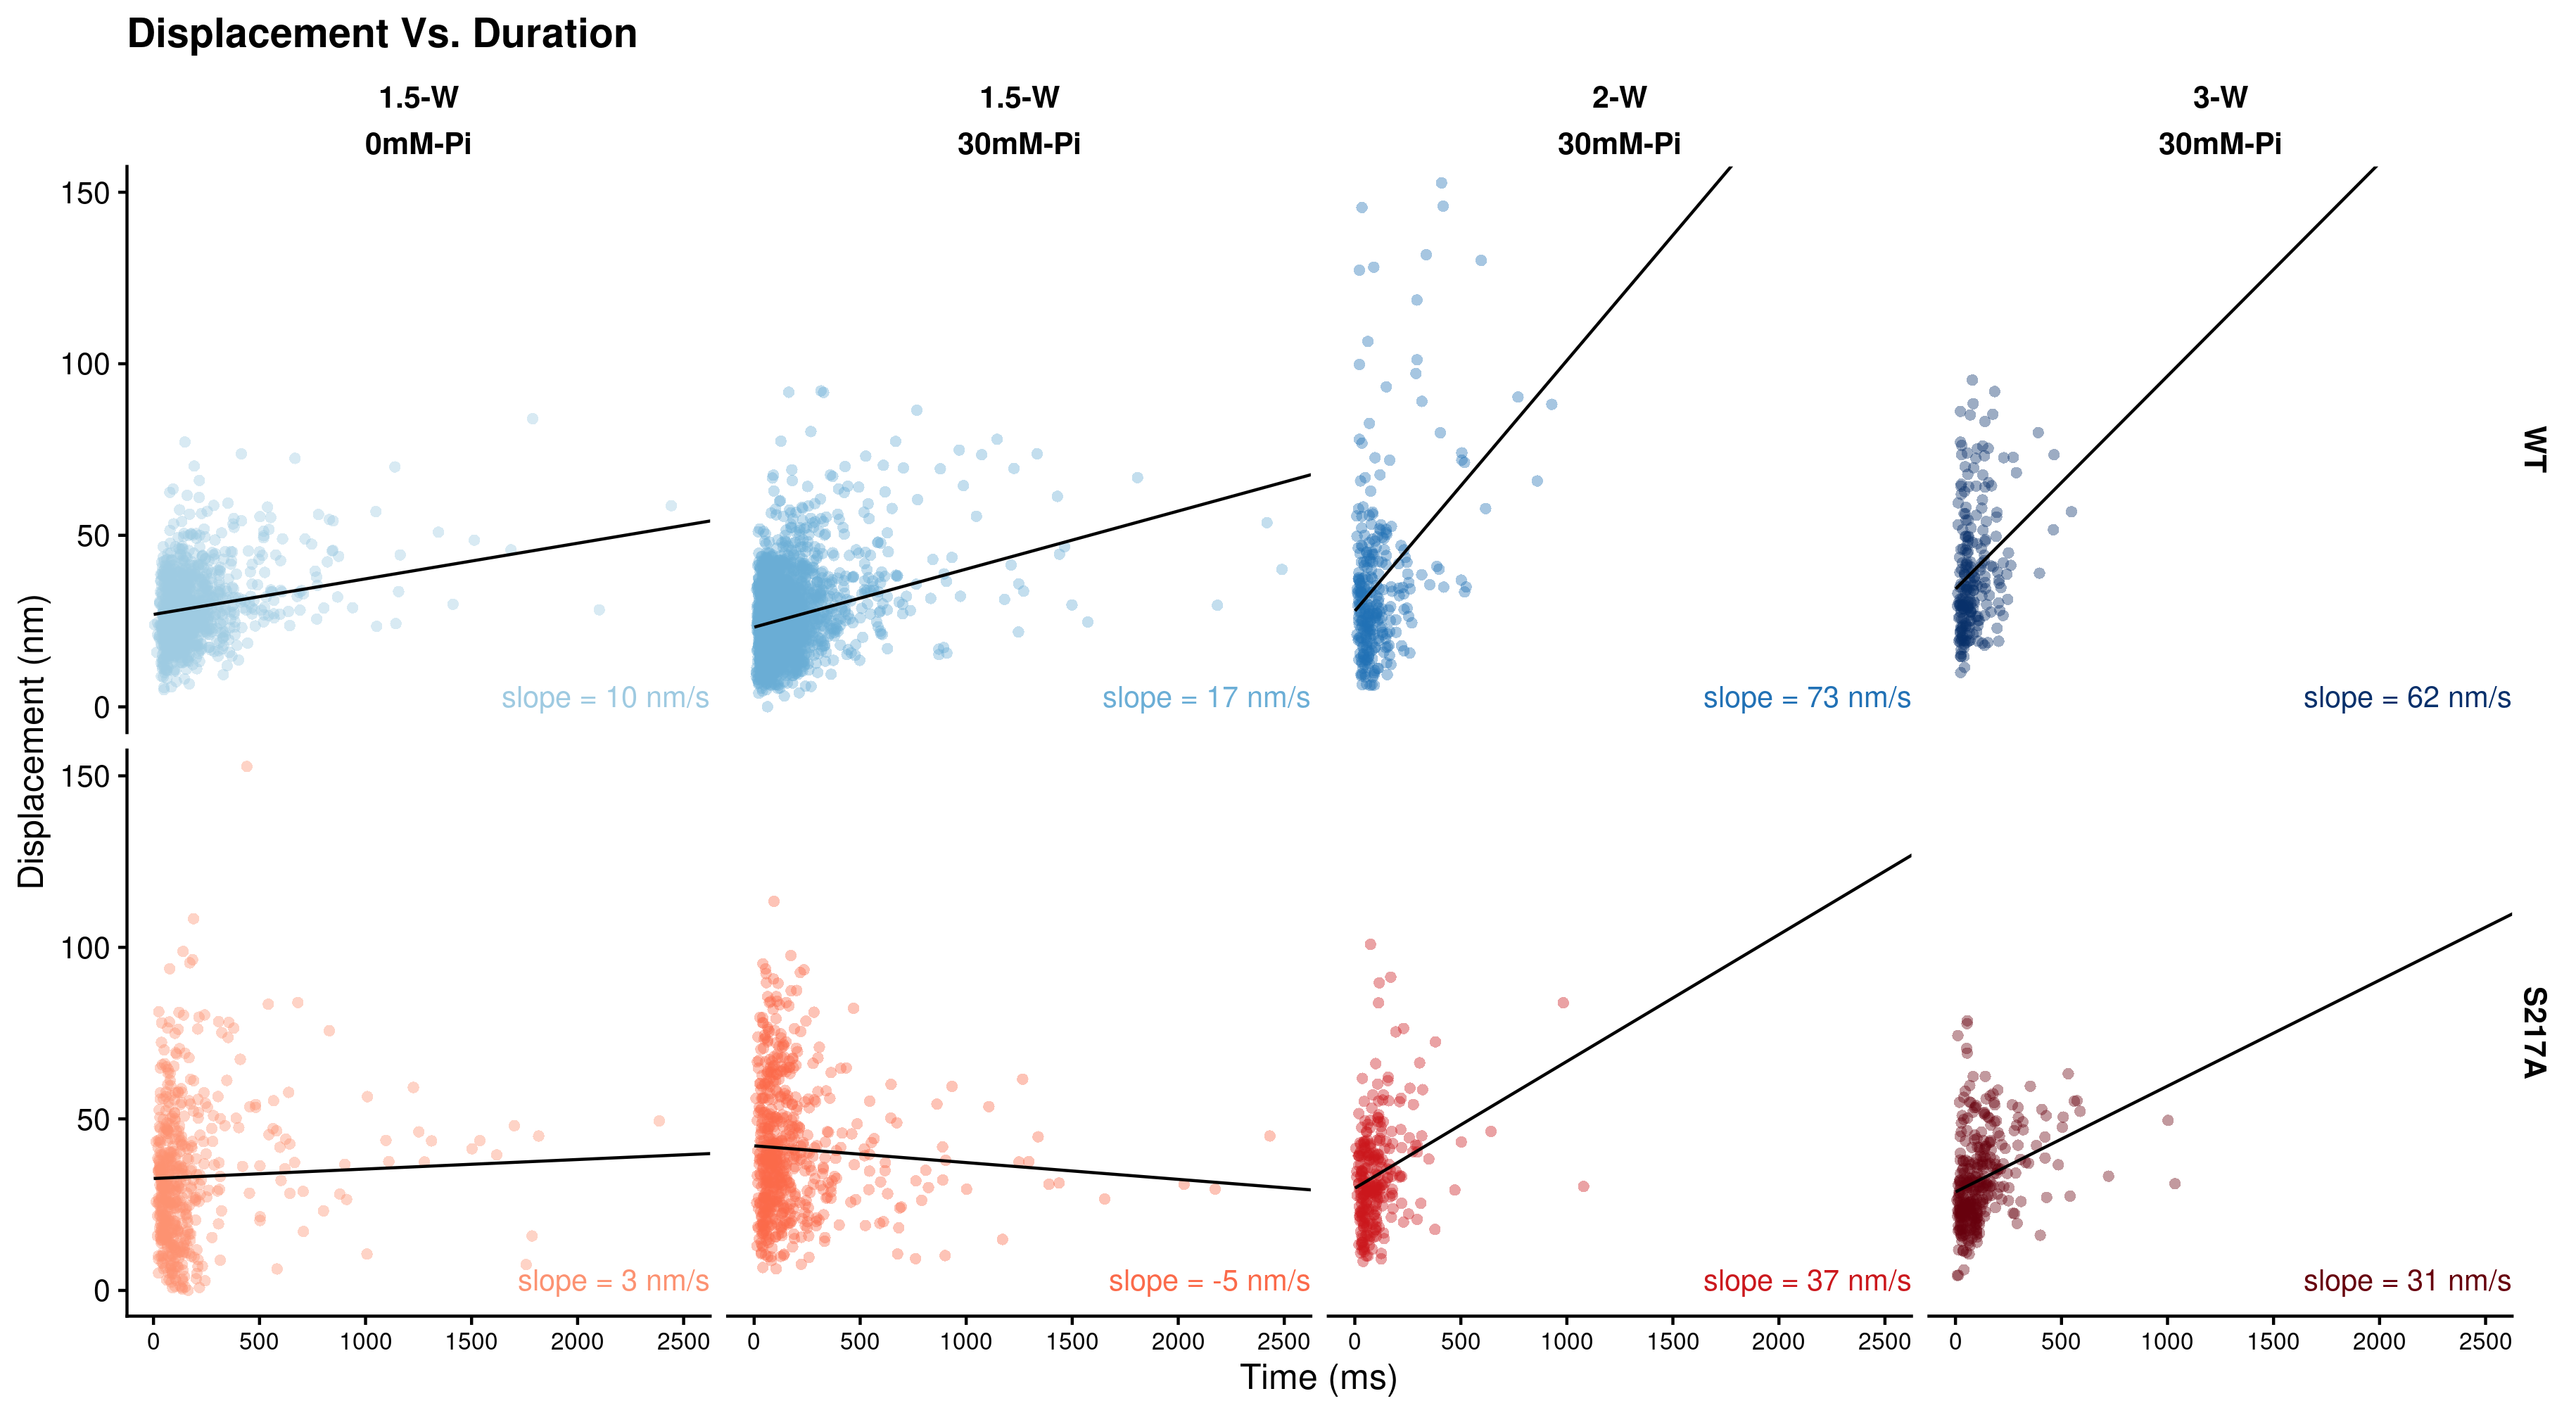 Displacement Vs. Duration
1.5-W
0mM-Pi
1.5-W
30mM-Pi
2-W
30mM-Pi
3-W
30mM-Pi
Displacement (nm)
150
100
50
0
slope = 10 nm/s
slope = 17 nm/s
slope = 73 nm/s
slope = 62 nm/s
WT
150
100
50
0
slope = 3 nm/s
slope = -5 nm/s
slope = 37 nm/s
slope = 31 nm/s
S217A
0 500 1000 1500 2000 2500
0 500 1000 1500 2000 2500
0 500 1000 1500 2000 2500
0 500 1000 1500 2000 2500
Time (ms)